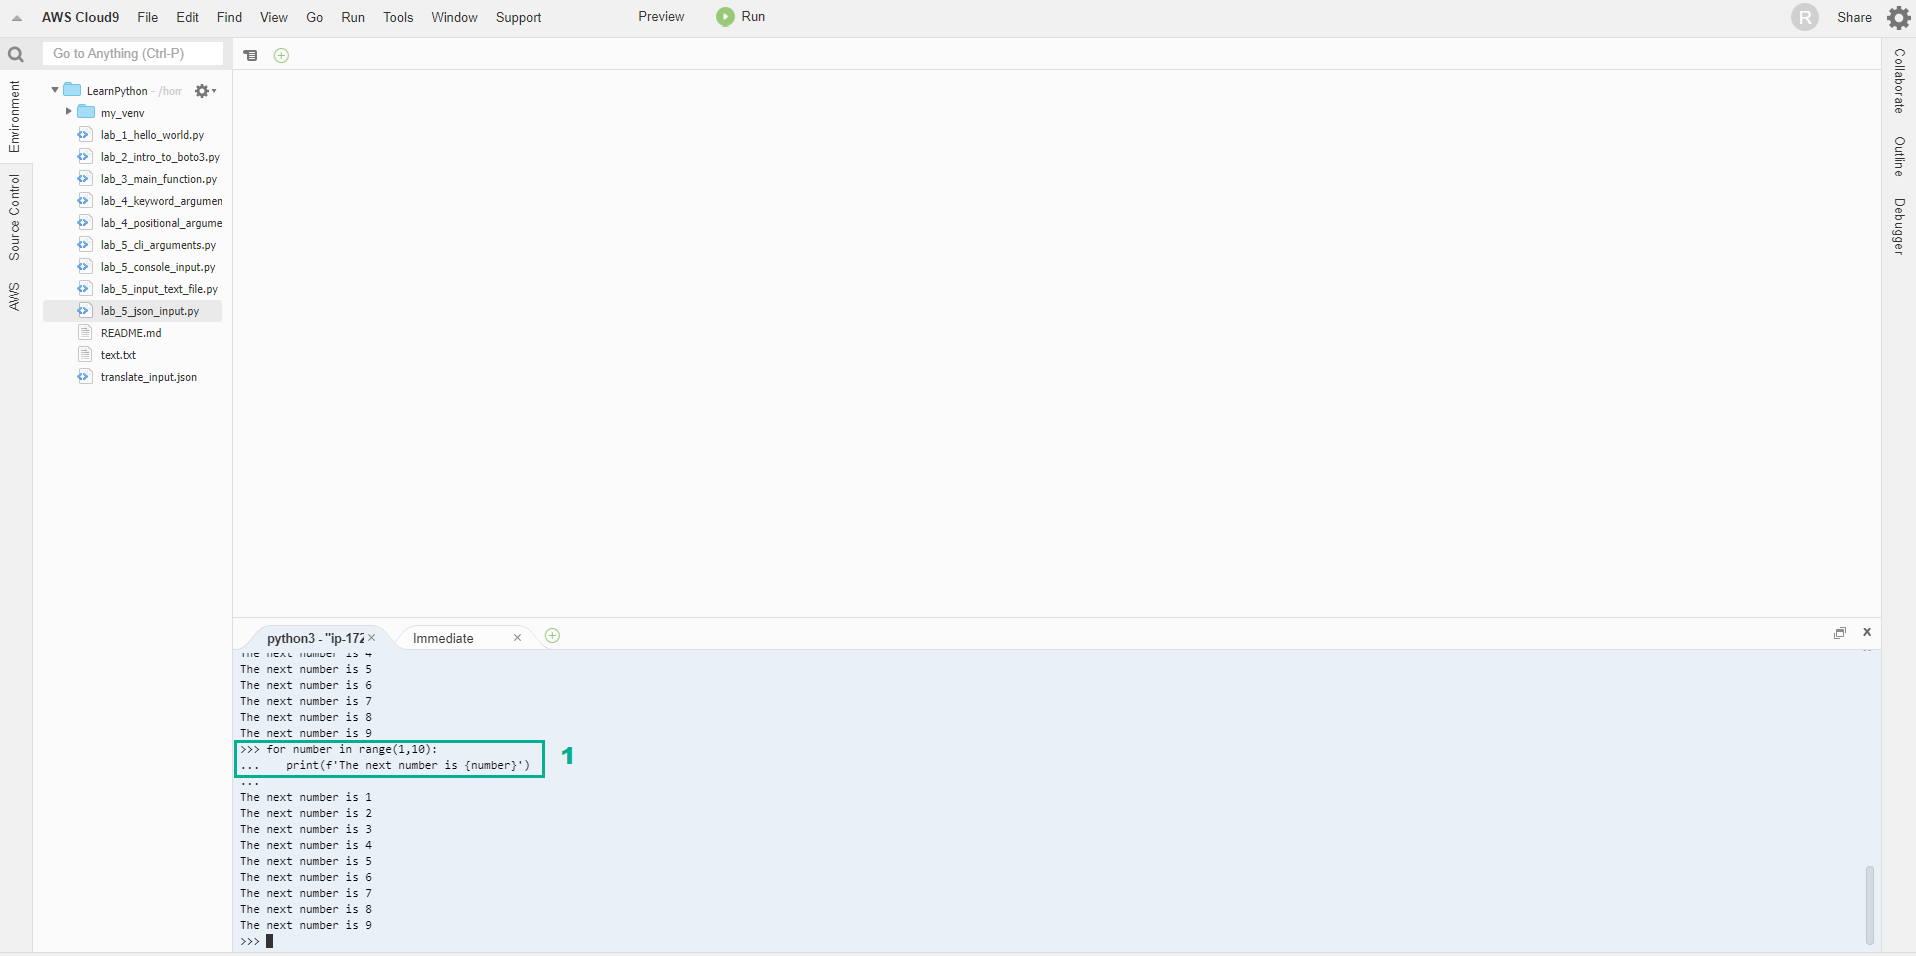 AWS Cloud9 File Edit Find View Go Run Tools Window Support Preview Run R Share
Go to Anything (Ctrl-P)
Environment
Source Control
AWS
LearnPython - /hom
my_venv
lab_1_hello_world.py
lab_2_intro_to_boto3.py
lab_3_main_function.py
lab_4_keyword_argumen
lab_4_positional_argume
lab_5_cli_arguments.py
lab_5_console_input.py
lab_5_input_text_file.py
lab_5_json_input.py
README.md
text.txt
translate_input.json
Collaborate
Outline
Debugger
python3 - "ip-172 × Immediate ×
The next number is 4
The next number is 5
The next number is 6
The next number is 7
The next number is 8
The next number is 9
>>> for number in range(1,10):
...    print(f'The next number is {number}')
...
1
The next number is 1
The next number is 2
The next number is 3
The next number is 4
The next number is 5
The next number is 6
The next number is 7
The next number is 8
The next number is 9
>>>